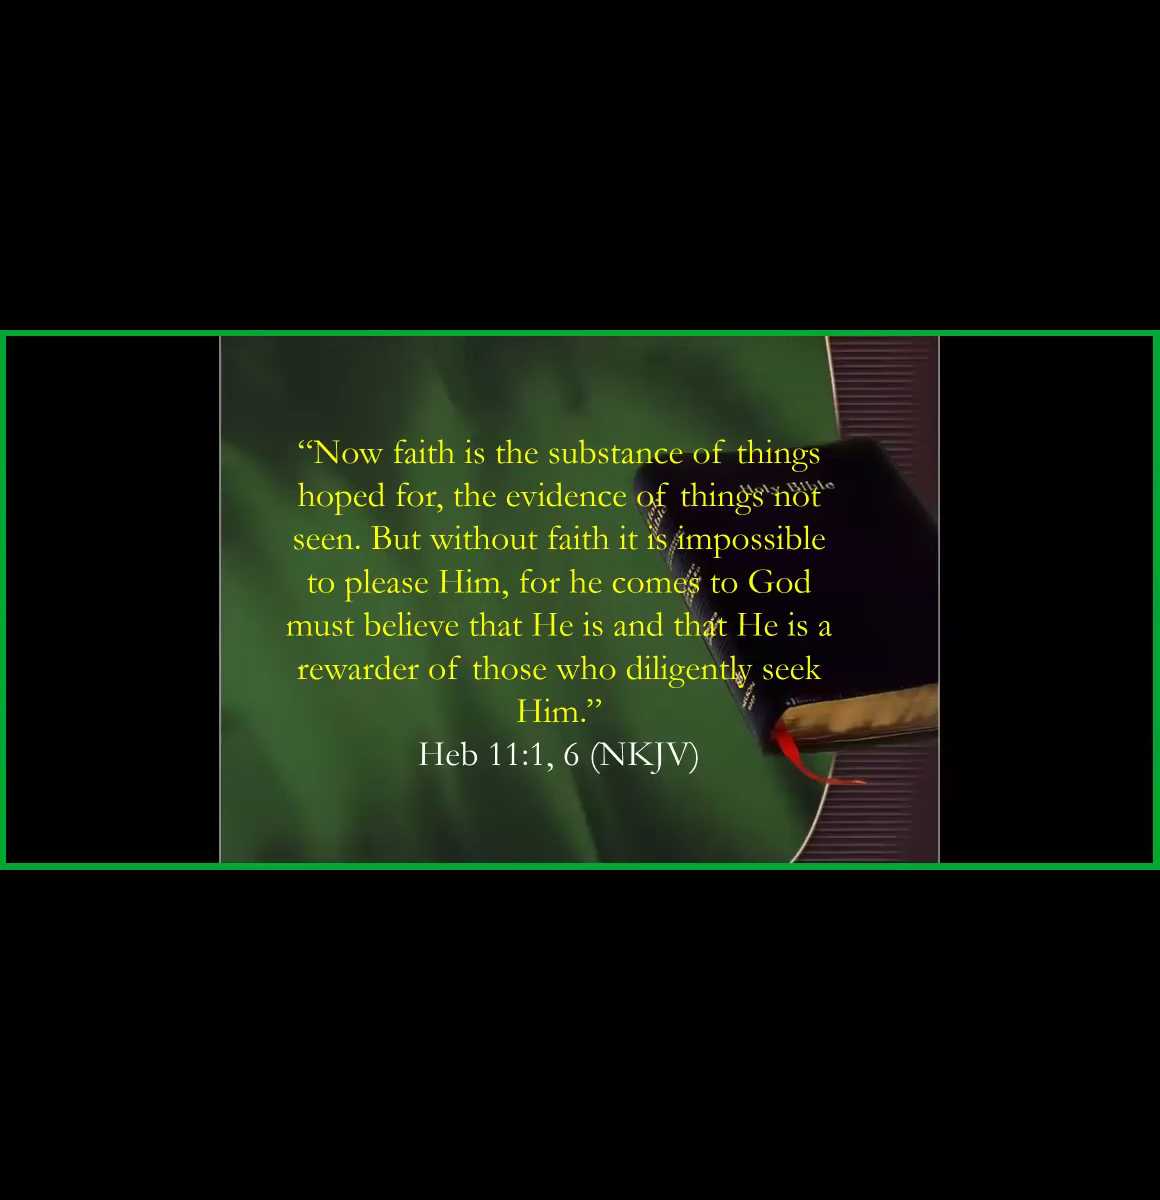 “Now faith is the substance of things
hoped for, the evidence of things not
seen. But without faith it is impossible
to please Him, for he comes to God
must believe that He is and that He is a
rewarder of those who diligently seek
Him.”
Heb 11:1, 6 (NKJV)
Holy Bible